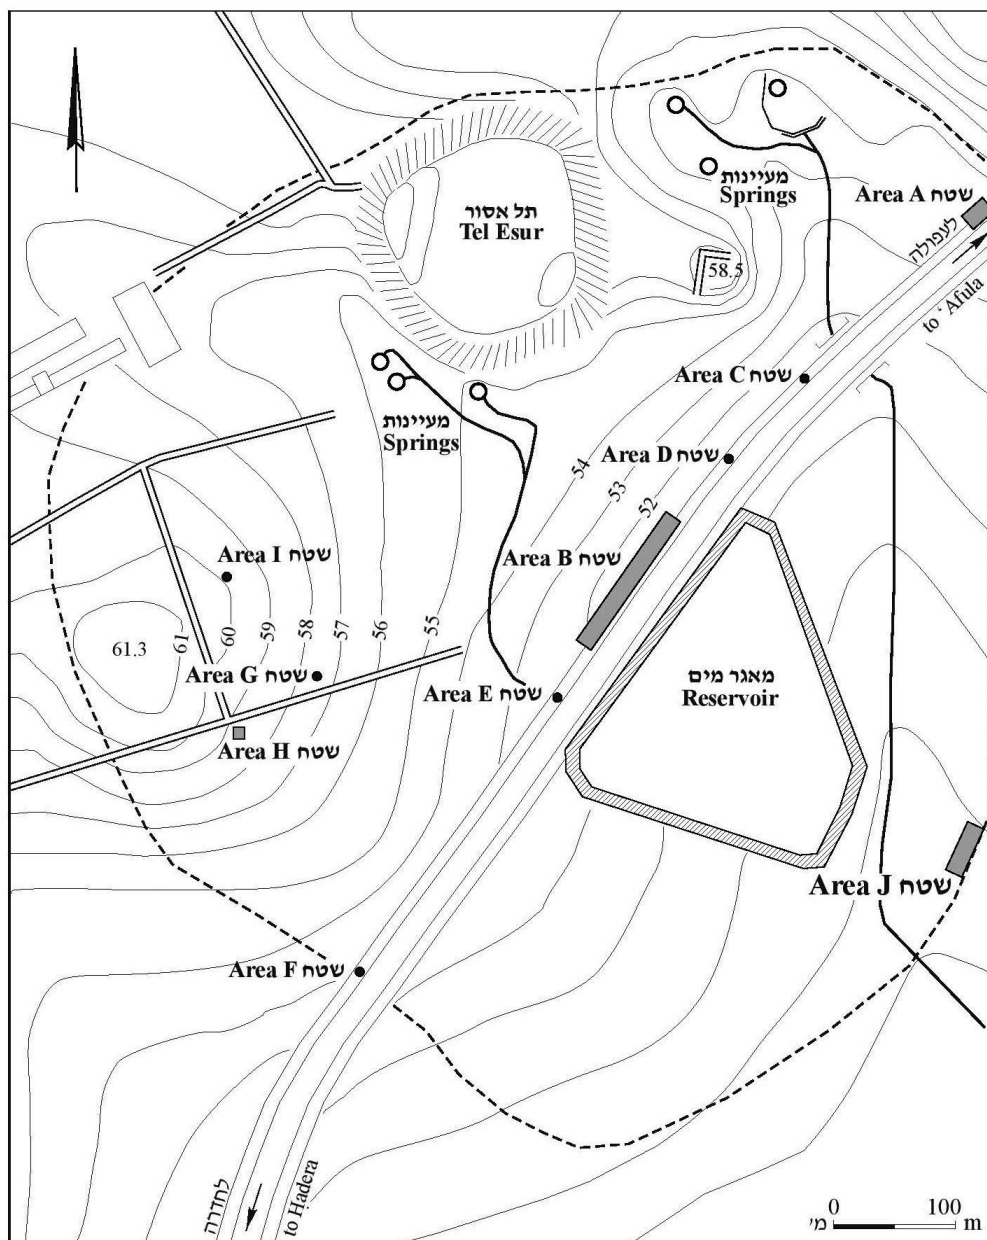 מעיינות
Springs
Area A שטח
תל אסור
Tel Esur
לעפולה
to ʻAfula
58.5
Area C שטח
מעיינות
Springs
Area D שטח
54
53
52
Area B שטח
Area I שטח
61.3
61
60
59
58
57
56
55
Area G שטח
Area E שטח
מאגר מים
Reservoir
Area H שטח
Area J שטח
Area F שטח
לחדרה
to Ḥadera
0 100
מ' m